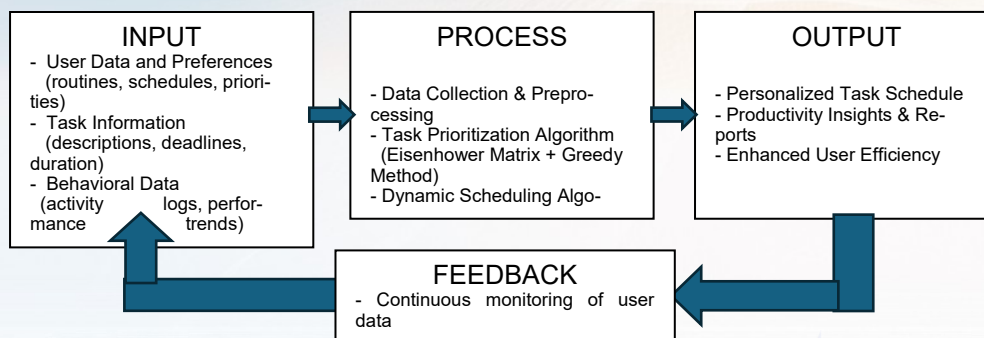 INPUT
- User Data and Preferences
(routines, schedules, priori-
ties)
- Task Information
(descriptions, deadlines,
duration)
- Behavioral Data
(activity logs, perfor-
mance trends)
PROCESS
- Data Collection & Prepro-
cessing
- Task Prioritization Algorithm
(Eisenhower Matrix + Greedy
Method)
- Dynamic Scheduling Algo-
OUTPUT
- Personalized Task Schedule
- Productivity Insights & Re-
ports
- Enhanced User Efficiency
FEEDBACK
- Continuous monitoring of user
data